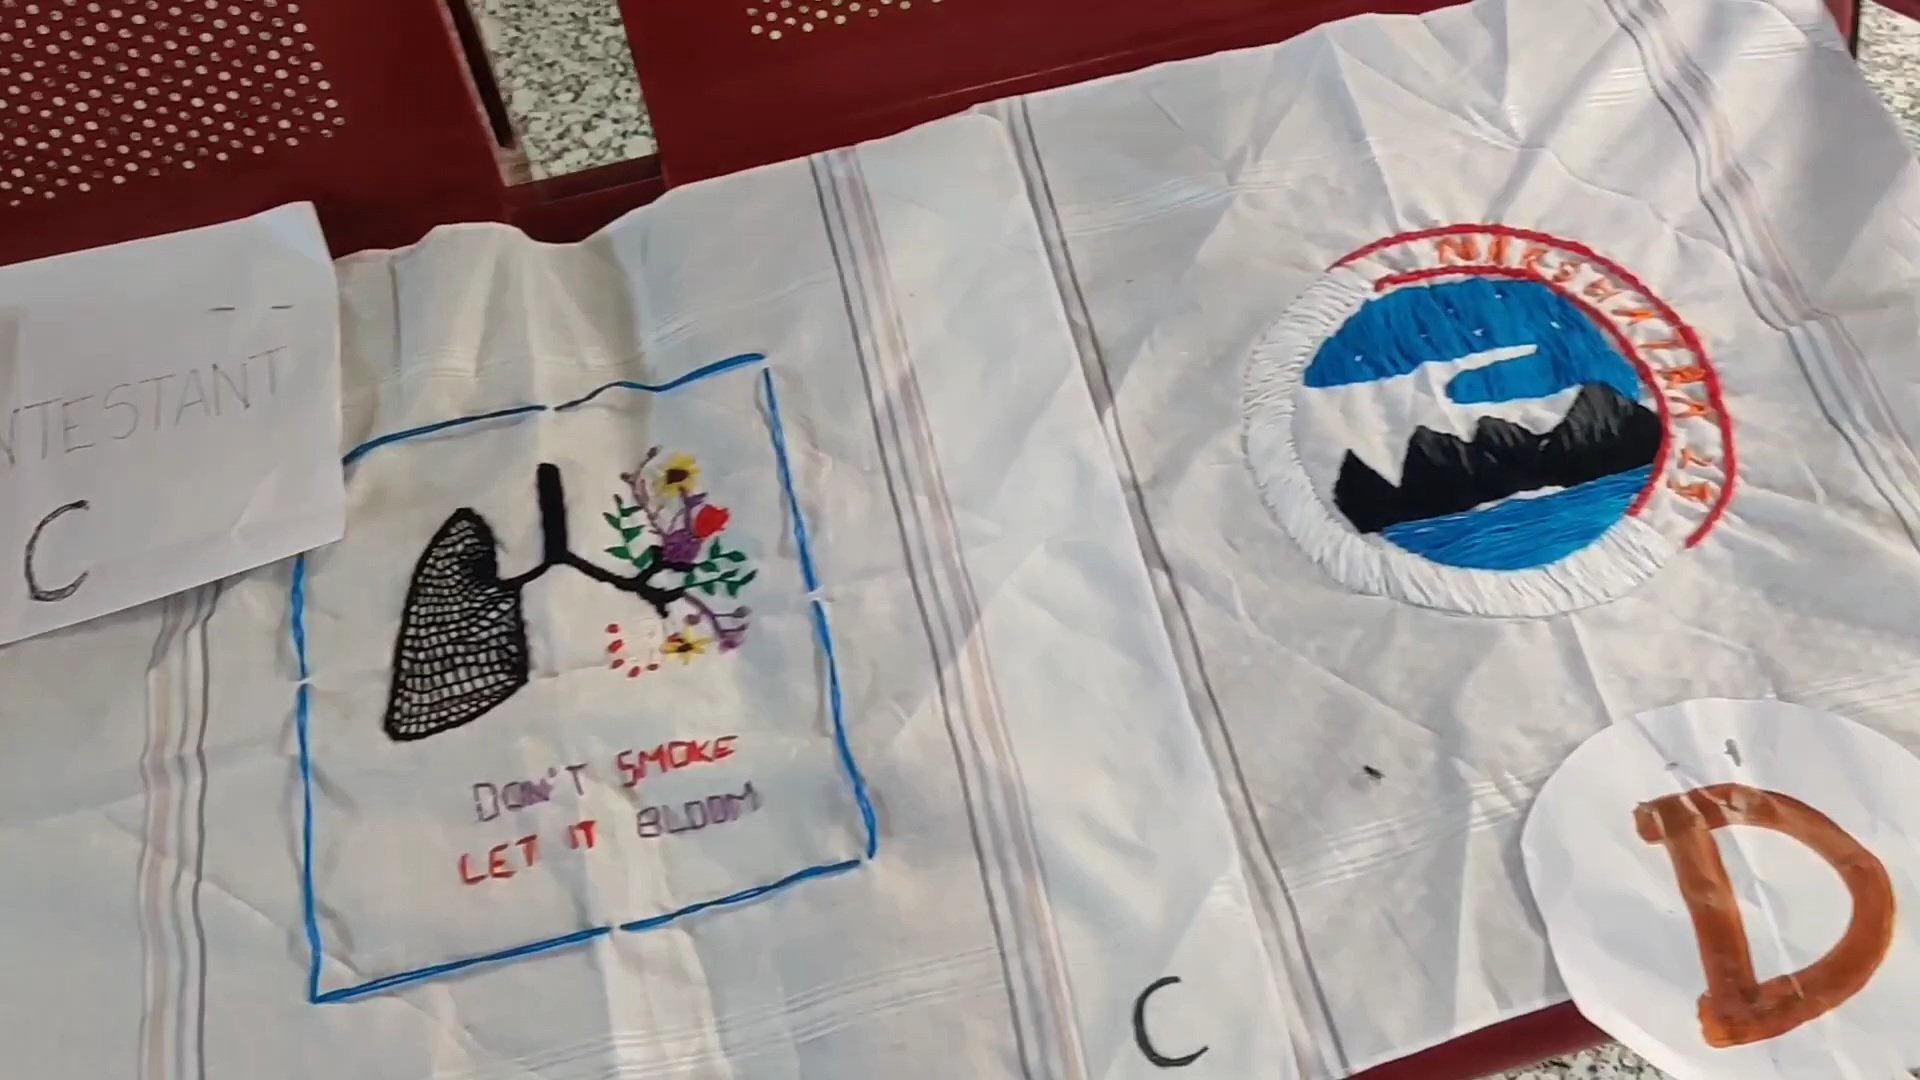 NTESTANT
C
DON'T SMOKE
LET IT BLOOM
C
D